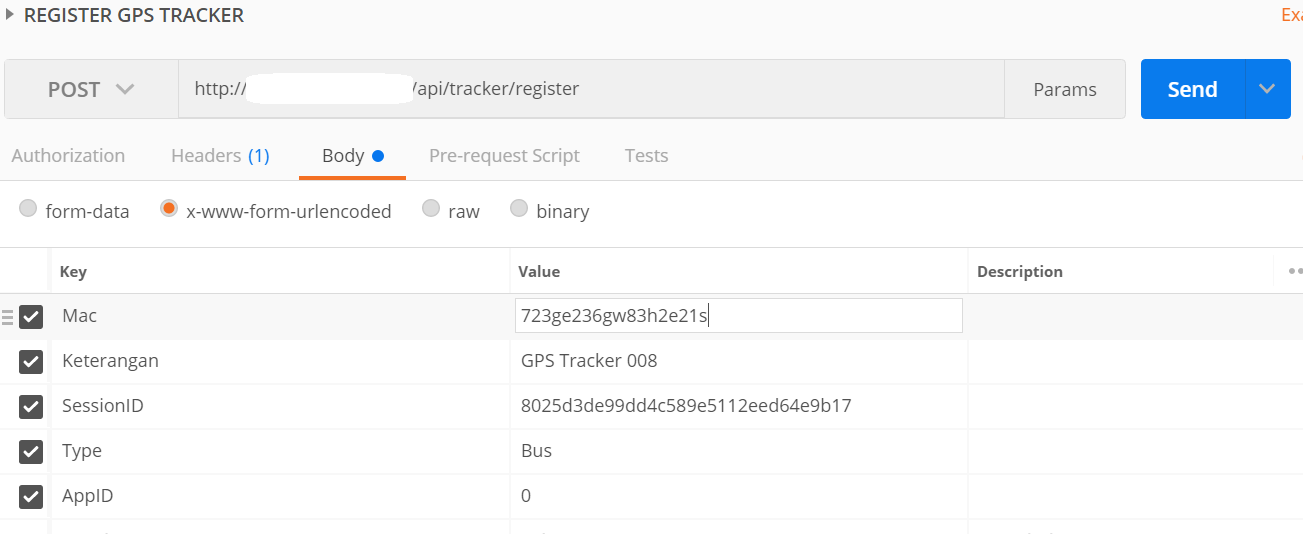 REGISTER GPS TRACKER
Exa
POST http:// /api/tracker/register Params Send
Authorization Headers (1) Body Pre-request Script Tests
form-data x-www-form-urlencoded raw binary
Key Value Description
Mac 723ge236gw83h2e21s
Keterangan GPS Tracker 008
SessionID 8025d3de99dd4c589e5112eed64e9b17
Type Bus
AppID 0